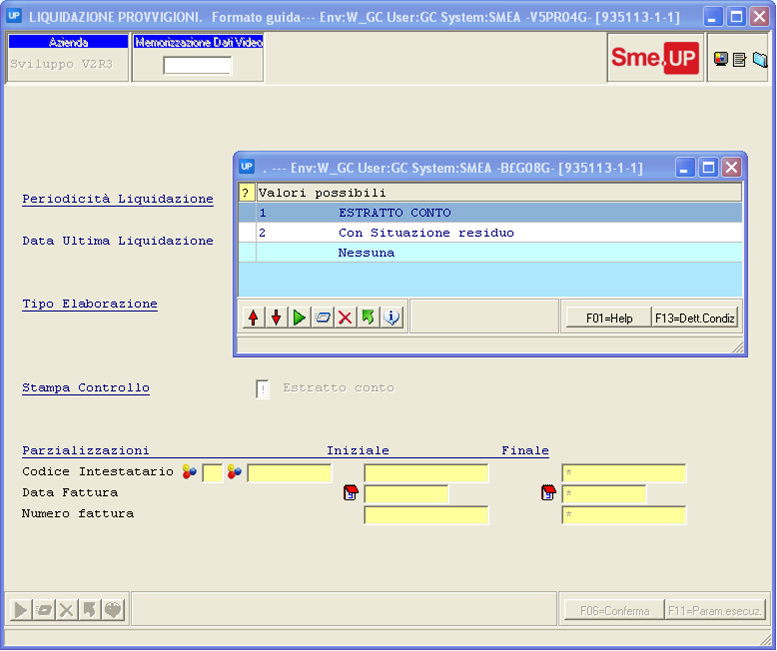 UP LIQUIDAZIONE PROVVIGIONI. Formato guida--- Env:W_GC User:GC System:SMEA -V5PR04G- [935113-1-1]
Azienda
Memorizzazione Dati Video
Sviluppo V2R3
Sme.UP
UP . --- Env:W_GC User:GC System:SMEA -B£G08G- [935113-1-1]
? Valori possibili
1 ESTRATTO CONTO
2 Con Situazione residuo
Nessuna
F01=Help F13=Dett.Condiz
Periodicità Liquidazione
Data Ultima Liquidazione
Tipo Elaborazione
Stampa Controllo ! Estratto conto
Parzializzazioni Iniziale Finale
Codice Intestatario *
Data Fattura *
Numero fattura *
F06=Conferma F11=Param.esecuz.